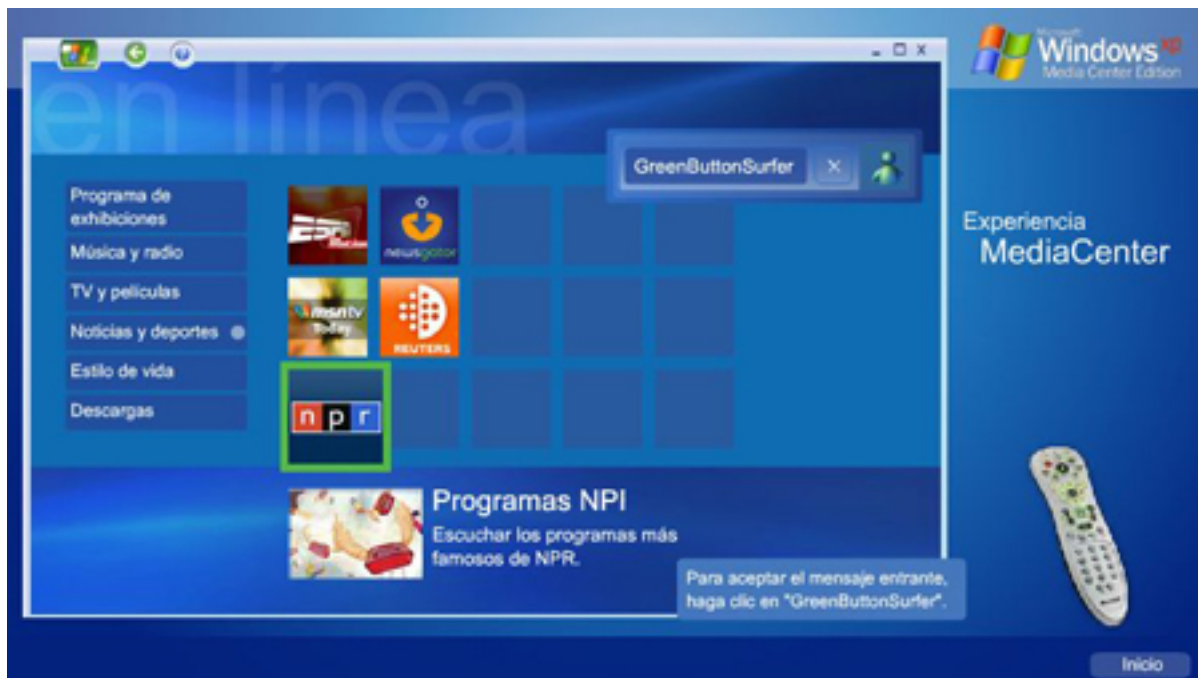 Microsoft
Windows xp
Media Center Edition
en línea
GreenButtonSurfer
Programa de
exhibiciones
Música y radio
TV y películas
Noticias y deportes
Estilo de vida
Descargas
newsgator
msntv
Today
REUTERS
npr
Experiencia
MediaCenter
Programas NPI
Escuchar los programas más
famosos de NPR.
Para aceptar el mensaje entrante,
haga clic en "GreenButtonSurfer".
Inicio